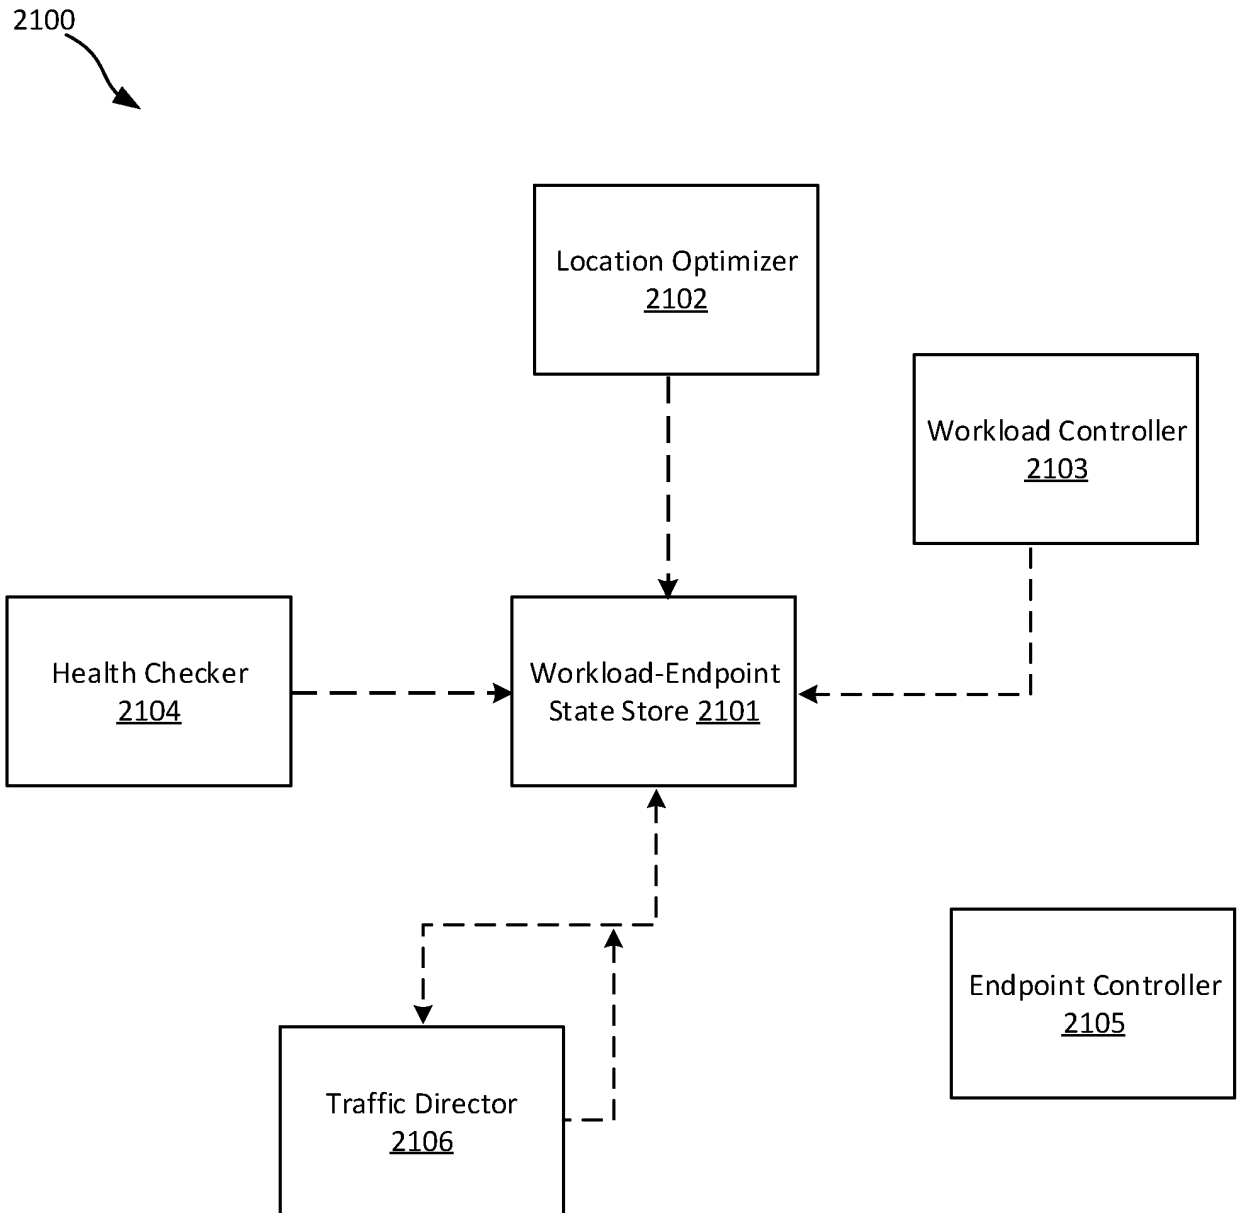 2100
Location Optimizer
2102
Workload Controller
2103
Health Checker
2104
Workload-Endpoint
State Store 2101
Endpoint Controller
2105
Traffic Director
2106